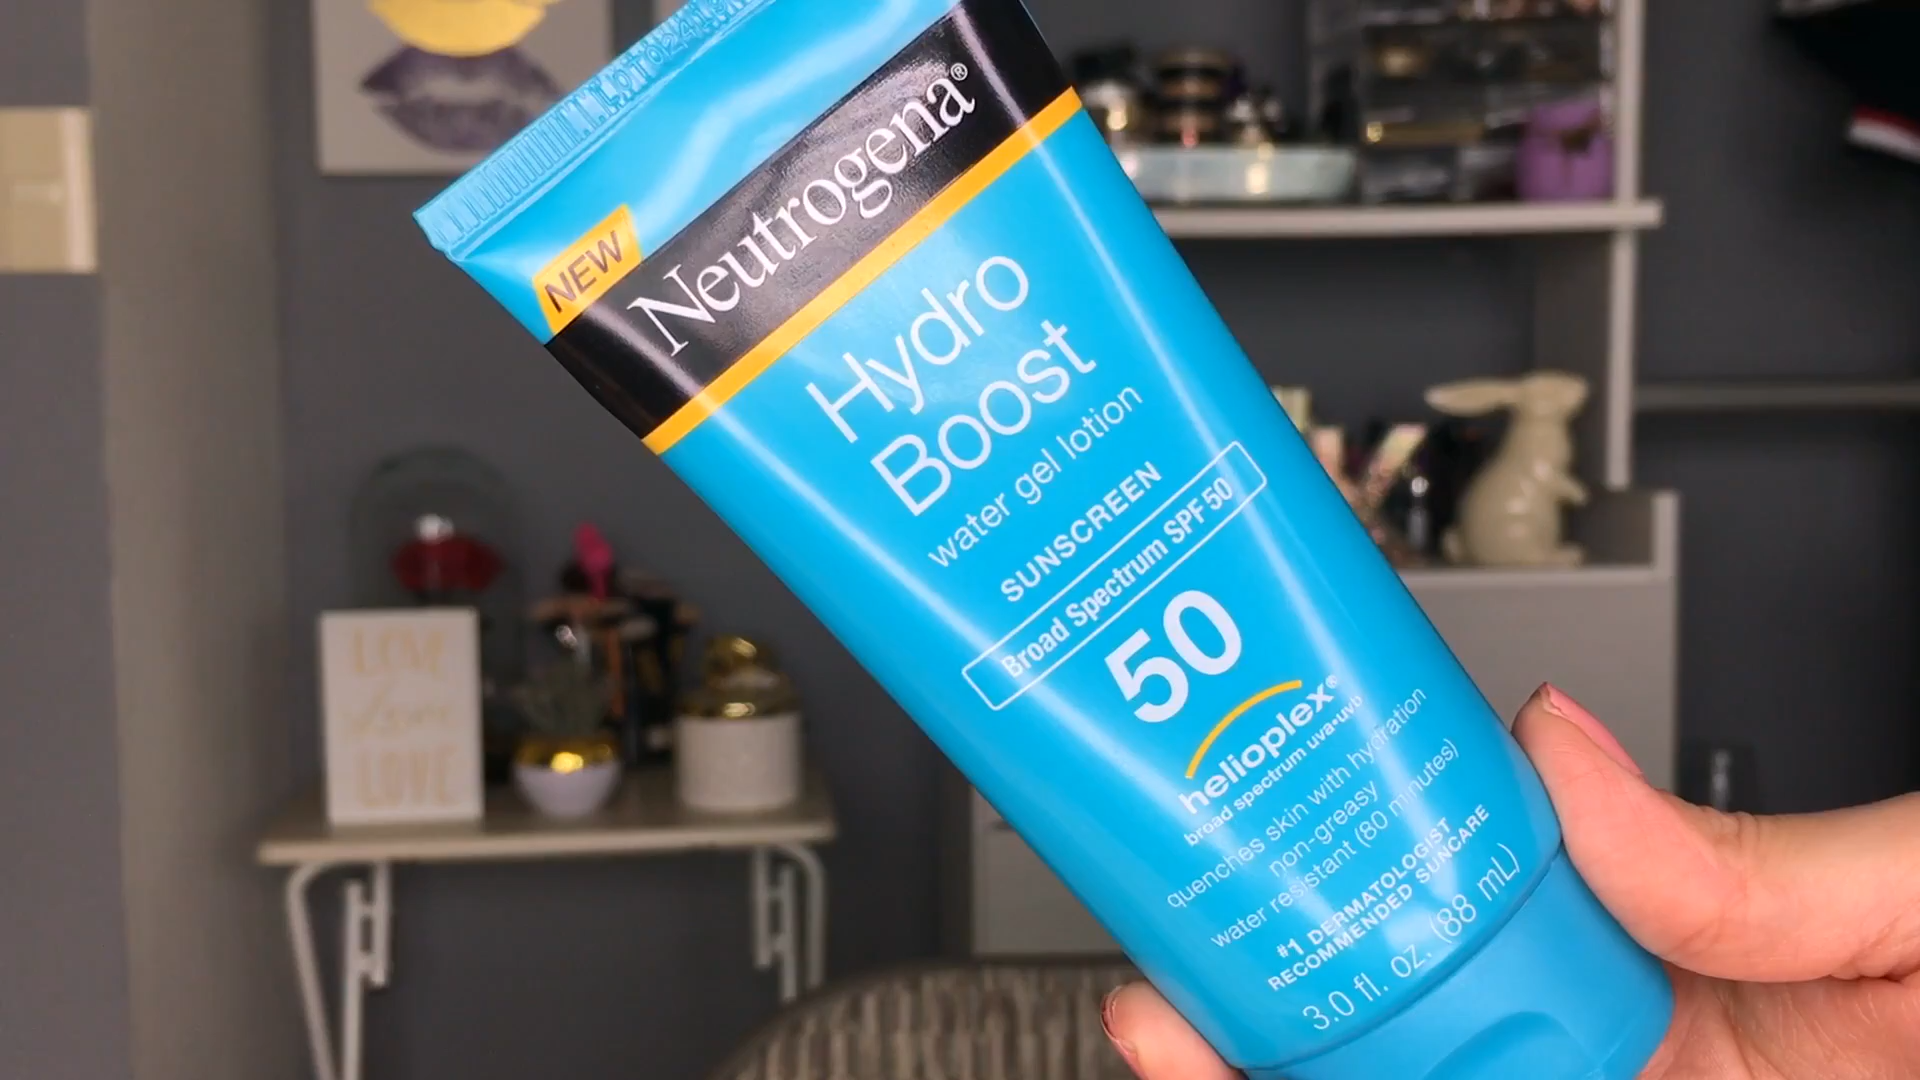 NEW
Neutrogena®
Hydro
Boost
water gel lotion
SUNSCREEN
Broad Spectrum SPF 50
50
helioplex®
broad spectrum uva•uvb
quenches skin with hydration
non-greasy
water resistant (80 minutes)
#1 DERMATOLOGIST
RECOMMENDED SUNCARE
3.0 fl. oz. (88 mL)
LOVE
LOVE